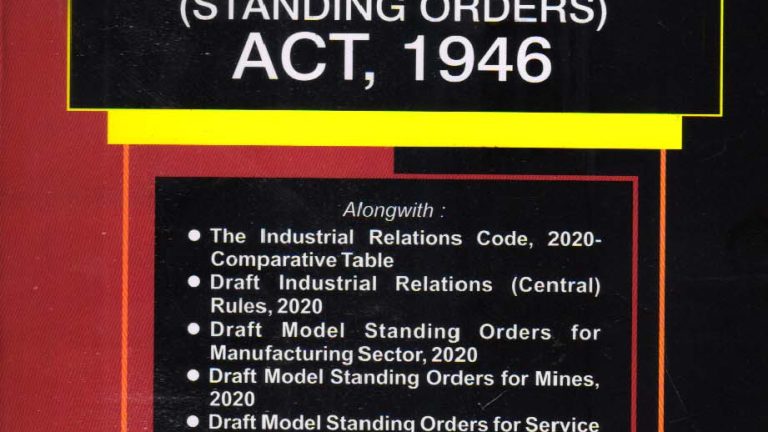 (STANDING ORDERS)
ACT, 1946
Alongwith :
● The Industrial Relations Code, 2020-
Comparative Table
● Draft Industrial Relations (Central)
Rules, 2020
● Draft Model Standing Orders for
Manufacturing Sector, 2020
● Draft Model Standing Orders for Mines,
2020
● Draft Model Standing Orders for Service